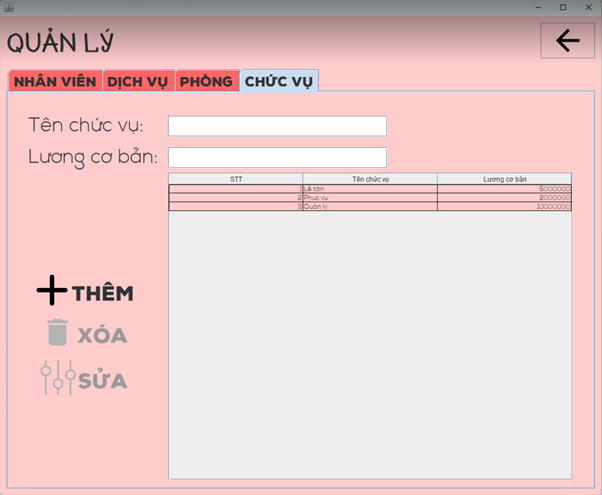 QUẢN LÝ
NHÂN VIÊN DỊCH VỤ PHÒNG CHỨC VỤ
Tên chức vụ:
Lương cơ bản:
STT Tên chức vụ Lương cơ bản
1 Lễ tân 5000000
2 Phục vụ 2000000
3 Quản lý 10000000
THÊM
XÓA
SỬA